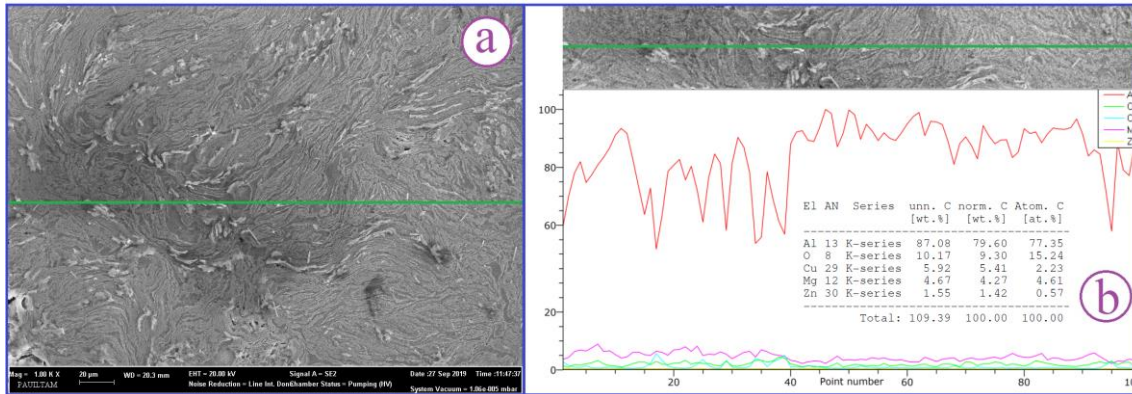 a
Mag = 1.00 K X
20 µm
WD = 20.3 mm
EHT = 20.00 kV
Signal A = SE2
Date :27 Sep 2019 Time :11:47:37
PAUILTAM
Noise Reduction = Line Int. Done
Chamber Status = Pumping (HV)
System Vacuum = 1.06e-005 mbar
100
80
60
40
20
0
A
C
M
Z
El AN Series unn. C norm. C Atom. C
[wt.%] [wt.%] [at.%]
Al 13 K-series 87.08 79.60 77.35
O 8 K-series 10.17 9.30 15.24
Cu 29 K-series 5.92 5.41 2.23
Mg 12 K-series 4.67 4.27 4.61
Zn 30 K-series 1.55 1.42 0.57
Total: 109.39 100.00 100.00
b
20 40 60 80 10
Point number